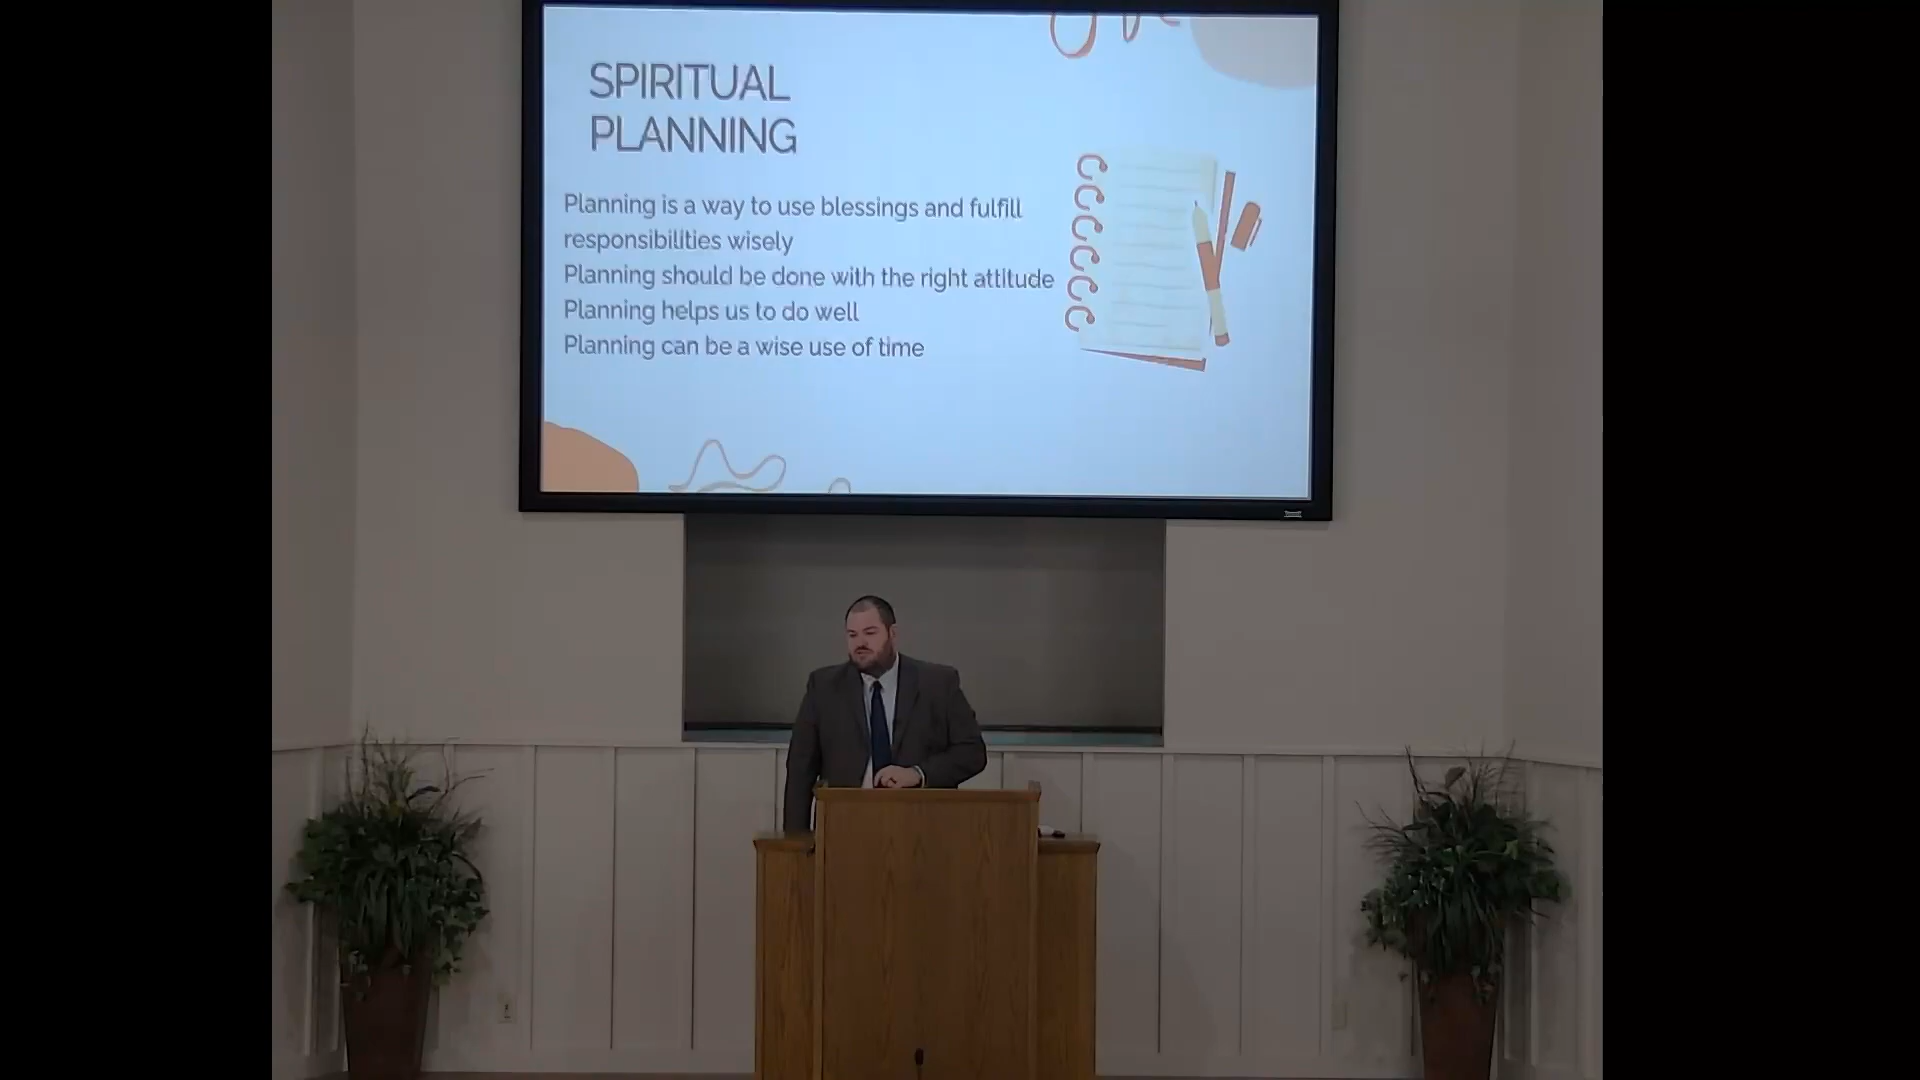 SPIRITUAL
PLANNING
Planning is a way to use blessings and fulfill
responsibilities wisely
Planning should be done with the right attitude
Planning helps us to do well
Planning can be a wise use of time